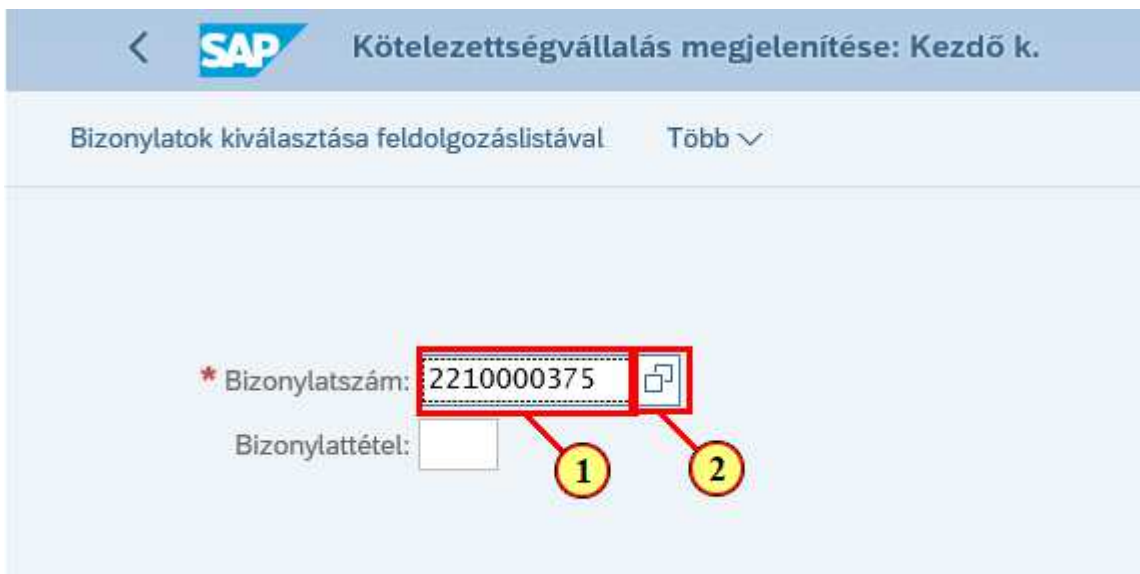 SAP Kötelezettségvállalás megjelenítése: Kezdő k.
Bizonylatok kiválasztása feldolgozáslistával Több
* Bizonylatszám: 2210000375
Bizonylattétel:
1 2